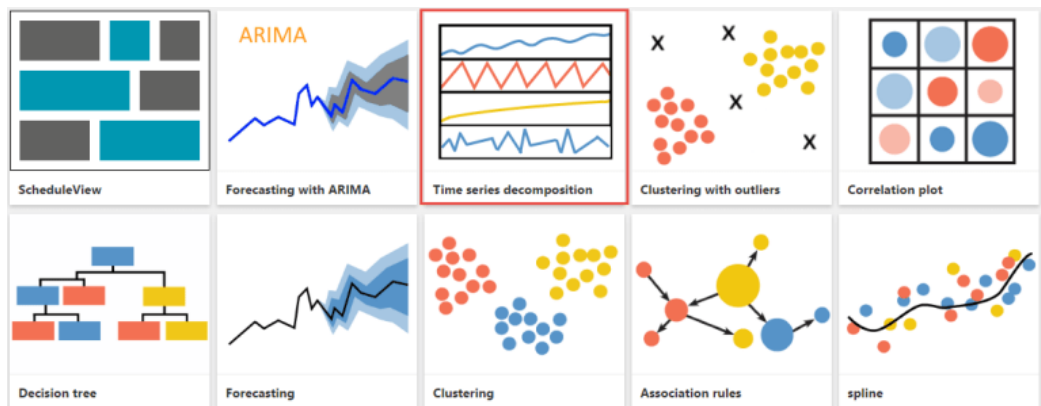 ARIMA
ScheduleView
Forecasting with ARIMA
Time series decomposition
X
X
X
X
Clustering with outliers
Correlation plot
Decision tree
Forecasting
Clustering
Association rules
spline